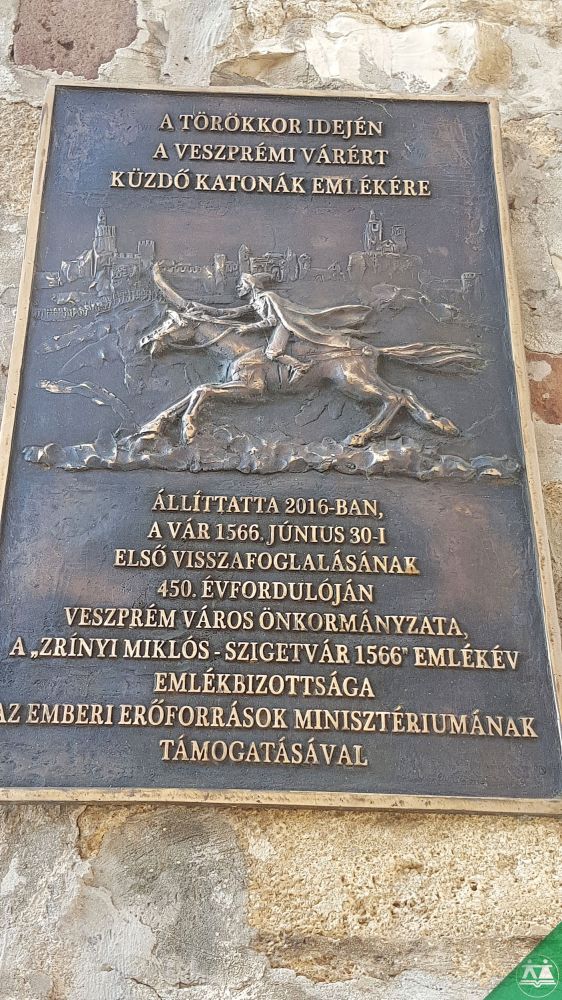 A TÖRÖKKOR IDEJÉN
A VESZPRÉMI VÁRÉRT
KÜZDŐ KATONÁK EMLÉKÉRE
ÁLLÍTTATTA 2016-BAN,
A VÁR 1566. JÚNIUS 30-I
ELSŐ VISSZAFOGLALÁSÁNAK
450. ÉVFORDULÓJÁN
VESZPRÉM VÁROS ÖNKORMÁNYZATA,
A „ZRÍNYI MIKLÓS - SZIGETVÁR 1566" EMLÉKÉV
EMLÉKBIZOTTSÁGA
AZ EMBERI ERŐFORRÁSOK MINISZTÉRIUMÁNAK
TÁMOGATÁSÁVAL